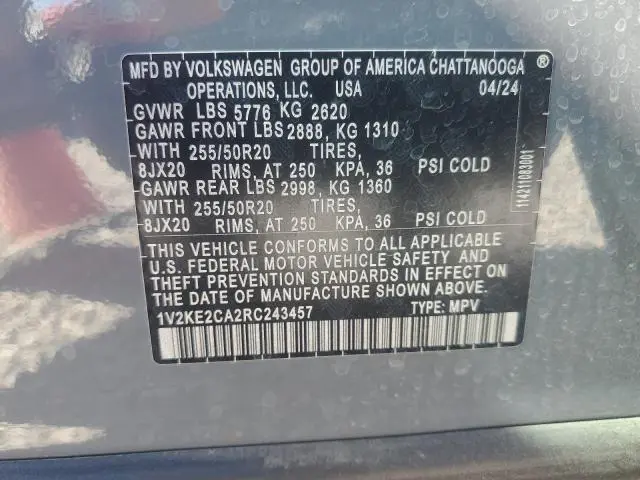 MFD BY VOLKSWAGEN GROUP OF AMERICA CHATTANOOGA ®
OPERATIONS, LLC. USA 04/24
GVWR LBS 5776 KG 2620
GAWR FRONT LBS 2888, KG 1310
WITH 255/50R20 TIRES,
8JX20 RIMS, AT 250 KPA, 36 PSI COLD
GAWR REAR LBS 2998, KG 1360
WITH 255/50R20 TIRES,
8JX20 RIMS, AT 250 KPA, 36 PSI COLD
THIS VEHICLE CONFORMS TO ALL APPLICABLE
U.S. FEDERAL MOTOR VEHICLE SAFETY AND
THEFT PREVENTION STANDARDS IN EFFECT ON
THE DATE OF MANUFACTURE SHOWN ABOVE.
1V2KE2CA2RC243457 TYPE: MPV
114211083001